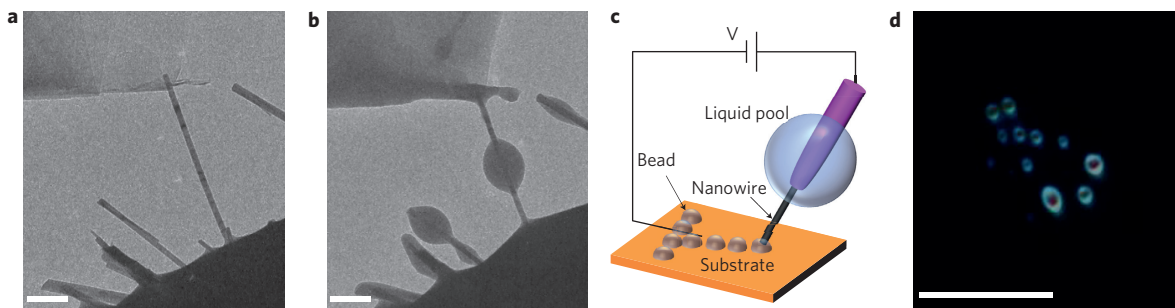 a
b
c
d
V
Liquid pool
Bead
Nanowire
Substrate